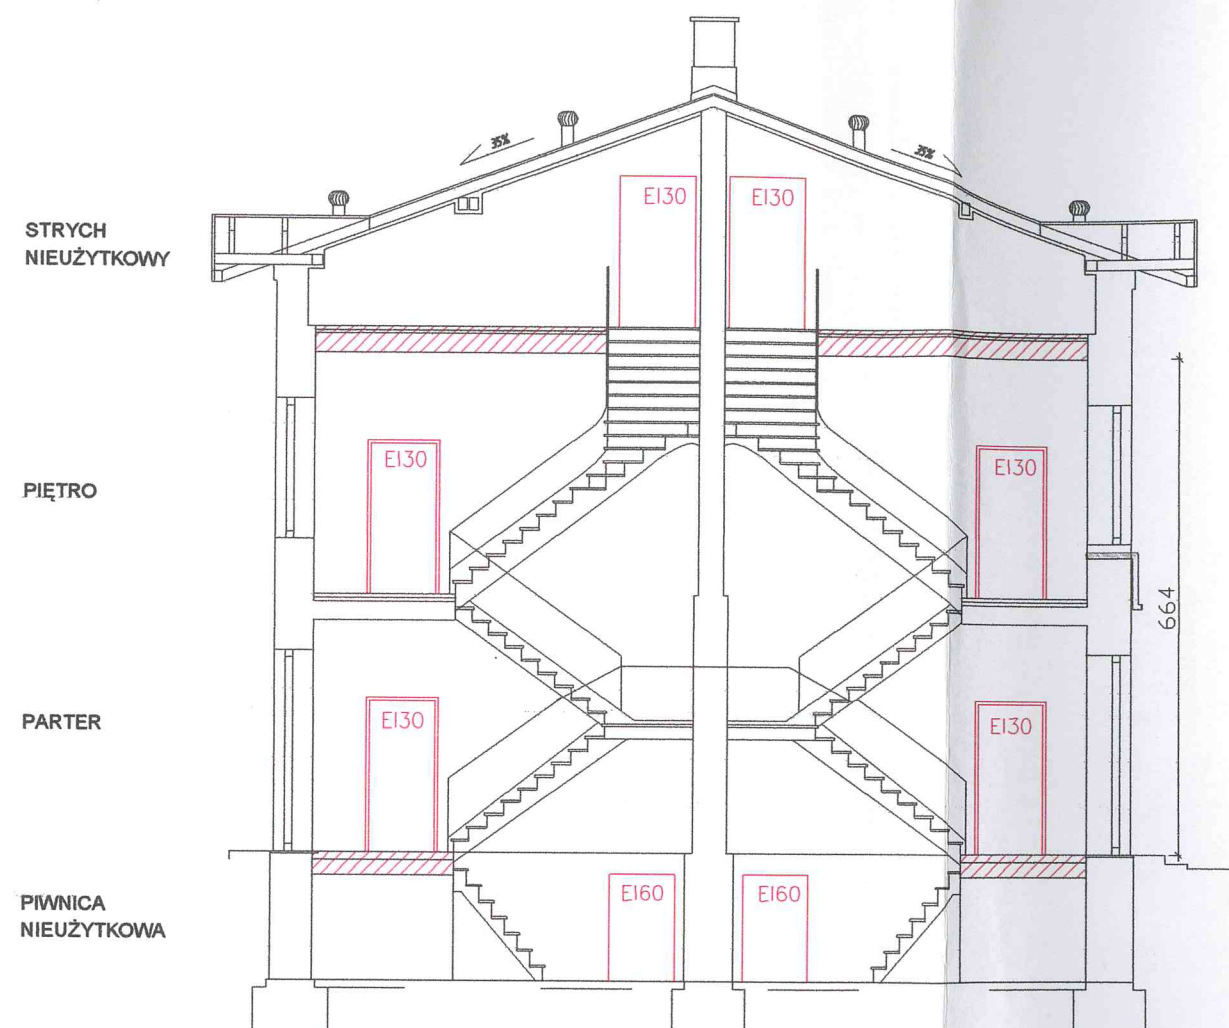 35%
35%
EI30
EI30
STRYCH
NIEUŻYTKOWY
EI30
EI30
PIĘTRO
664
EI30
EI30
PARTER
EI60
EI60
PIWNICA
NIEUŻYTKOWA